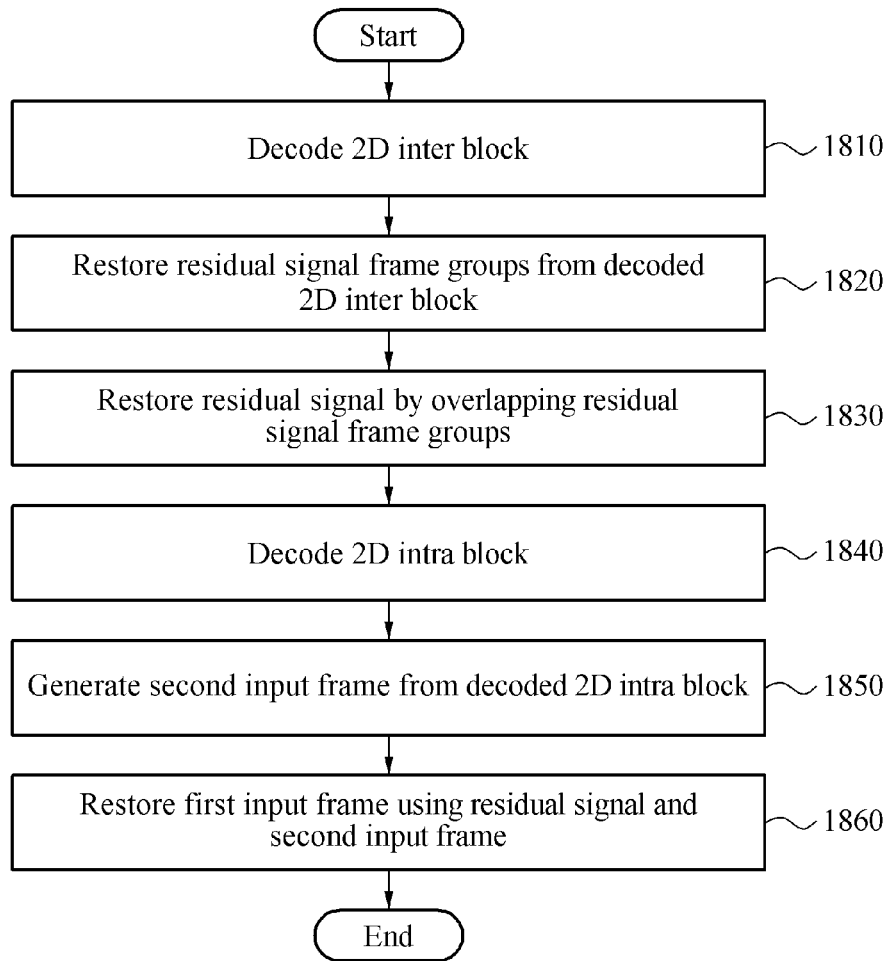 Start
Decode 2D inter block
1810
Restore residual signal frame groups from decoded
2D inter block
1820
Restore residual signal by overlapping residual
signal frame groups
1830
Decode 2D intra block
1840
Generate second input frame from decoded 2D intra block
1850
Restore first input frame using residual signal and
second input frame
1860
End